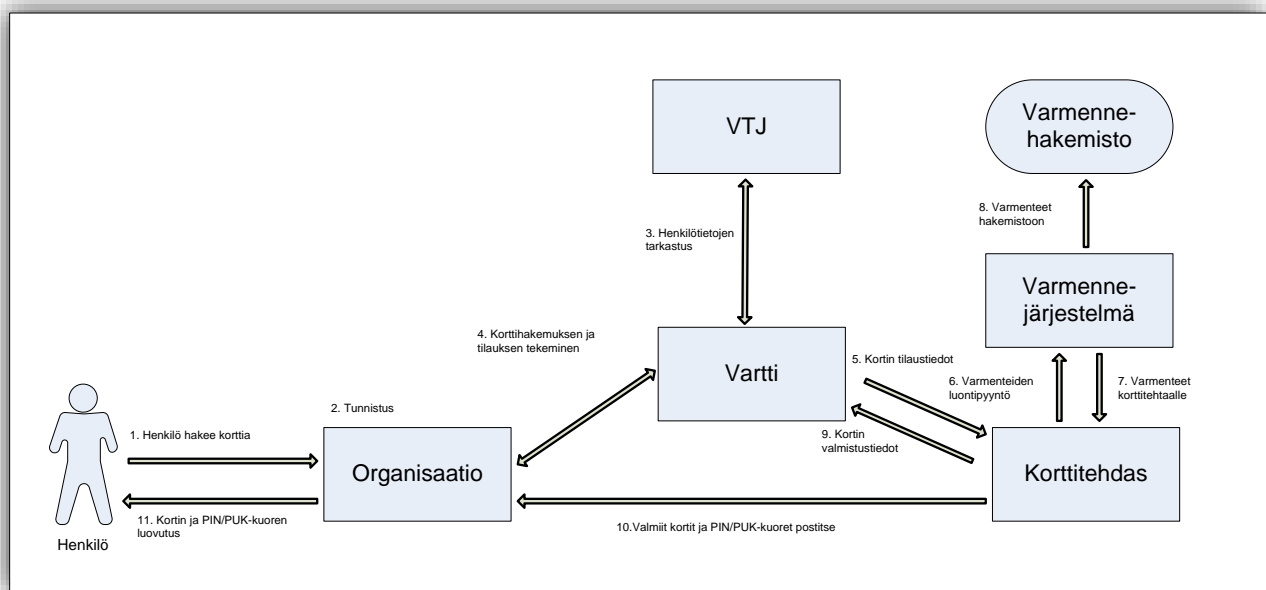 VTJ
Varmenne-
hakemisto
8. Varmenteet
hakemistoon
3. Henkilötietojen
tarkastus
Varmenne-
järjestelmä
4. Korttihakemuksen ja
tilauksen tekeminen
Vartti
5. Kortin tilaustiedot
6. Varmenteiden
luontipyyntö
7. Varmenteet
korttitehtaalle
2. Tunnistus
1. Henkilö hakee korttia
9. Kortin
valmistustiedot
Organisaatio
Korttitehdas
11. Kortin ja PIN/PUK-kuoren
luovutus
10.Valmiit kortit ja PIN/PUK-kuoret postitse
Henkilö